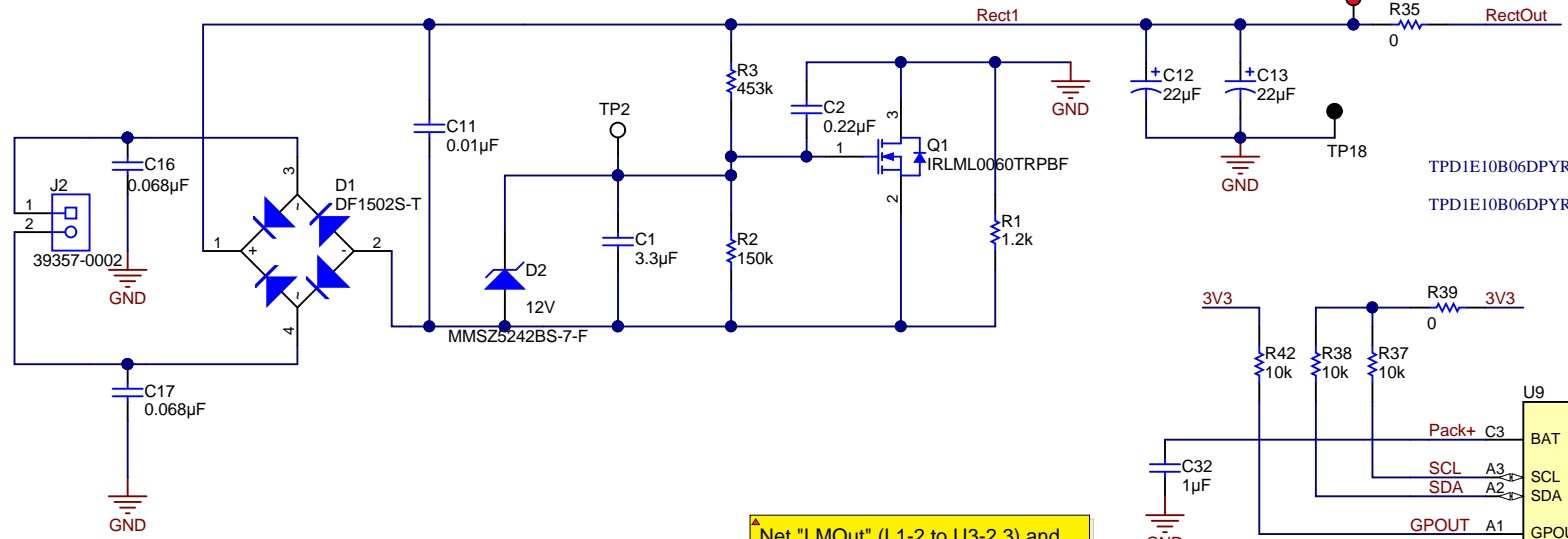 Rect1
R35
0
RectOut
R3
453k
C12
22µF
C13
22µF
GND
C2
0.22µF
TP2
C11
0.01µF
3
1
Q1
IRLML0060TRPBF
2
TP18
GND
C16
0.068µF
J2
1
2
39357-0002
GND
3
~
D1
DF1502S-T
1
+
-
2
~
4
TPD1E10B06DPYR
TPD1E10B06DPYR
R1
1.2k
C1
3.3µF
R2
150k
D2
12V
MMSZ5242BS-7-F
C17
0.068µF
GND
3V3
R39
0
3V3
R42
10k
R38
10k
R37
10k
U9
Pack+
C3
BAT
C32
1µF
SCL
A3
SCL
SDA
A2
SDA
GPOUT
A1
GPOU
GND
Net "LMOut" (L1-2 to U3-2,3) and